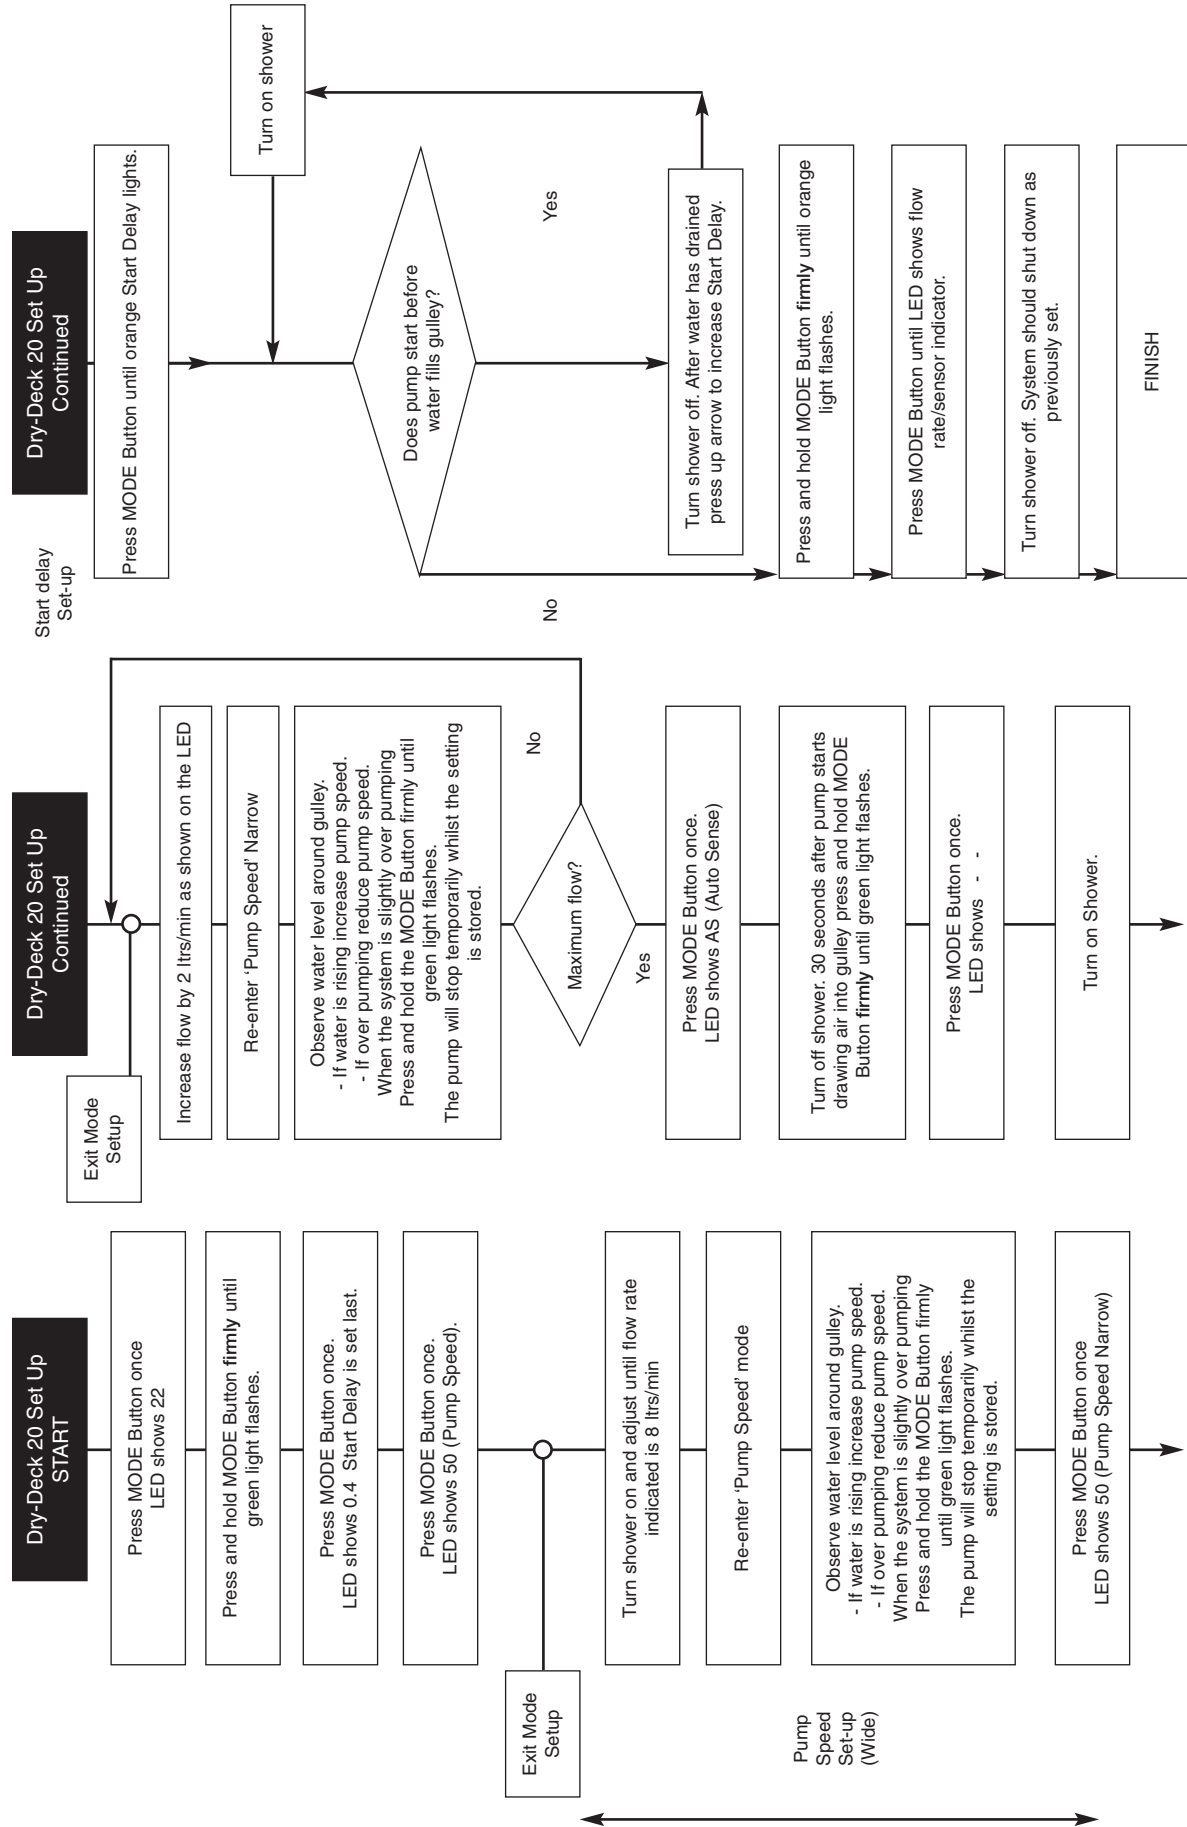 Dry-Deck 20 Set Up
START
Press MODE Button once
LED shows 22
Press and hold MODE Button firmly until
green light flashes.
Press MODE Button once.
LED shows 0.4 Start Delay is set last.
Press MODE Button once.
LED shows 50 (Pump Speed).
Exit Mode
Setup
Turn shower on and adjust until flow rate
indicated is 8 ltrs/min
Re-enter ‘Pump Speed’ mode
Pump
Speed
Set-up
(Wide)
Observe water level around gulley.
- If water is rising increase pump speed.
- If over pumping reduce pump speed.
When the system is slightly over pumping
Press and hold the MODE Button firmly
until green light flashes.
The pump will stop temporarily whilst the
setting is stored.
Press MODE Button once
LED shows 50 (Pump Speed Narrow)
Dry-Deck 20 Set Up
Continued
Exit Mode
Setup
Increase flow by 2 ltrs/min as shown on the LED
Re-enter ‘Pump Speed’ Narrow
Observe water level around gulley.
- If water is rising increase pump speed.
- If over pumping reduce pump speed.
When the system is slightly over pumping
Press and hold the MODE Button firmly until
green light flashes.
The pump will stop temporarily whilst the setting
is stored.
No
Maximum flow?
Yes
Press MODE Button once.
LED shows AS (Auto Sense)
Turn off shower. 30 seconds after pump starts
drawing air into gulley press and hold MODE
Button firmly until green light flashes.
Press MODE Button once.
LED shows - - -
Turn on Shower.
Dry-Deck 20 Set Up
Continued
Start delay
Set-up
Press MODE Button until orange Start Delay lights.
Turn on shower
Does pump start before
water fills gulley?
No
Yes
Turn shower off. After water has drained
press up arrow to increase Start Delay.
Press and hold MODE Button firmly until orange
light flashes.
Press MODE Button until LED shows flow
rate/sensor indicator.
Turn shower off. System should shut down as
previously set.
FINISH